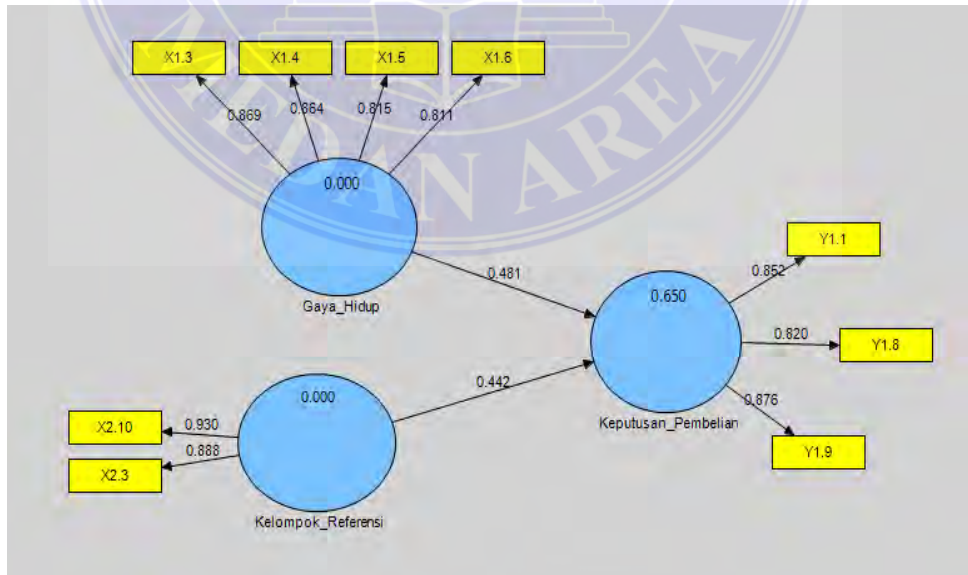 X1.3
X1.4
X1.5
X1.6
0.869
0.864
0.815
0.811
MEDAN AREA
0.000
Gaya_Hidup
0.481
Y1.1
0.852
0.650
0.820
Y1.8
Keputusan_Pembelian
0.876
Y1.9
0.442
0.000
X2.10
0.930
0.888
X2.3
Kelompok_Referensi